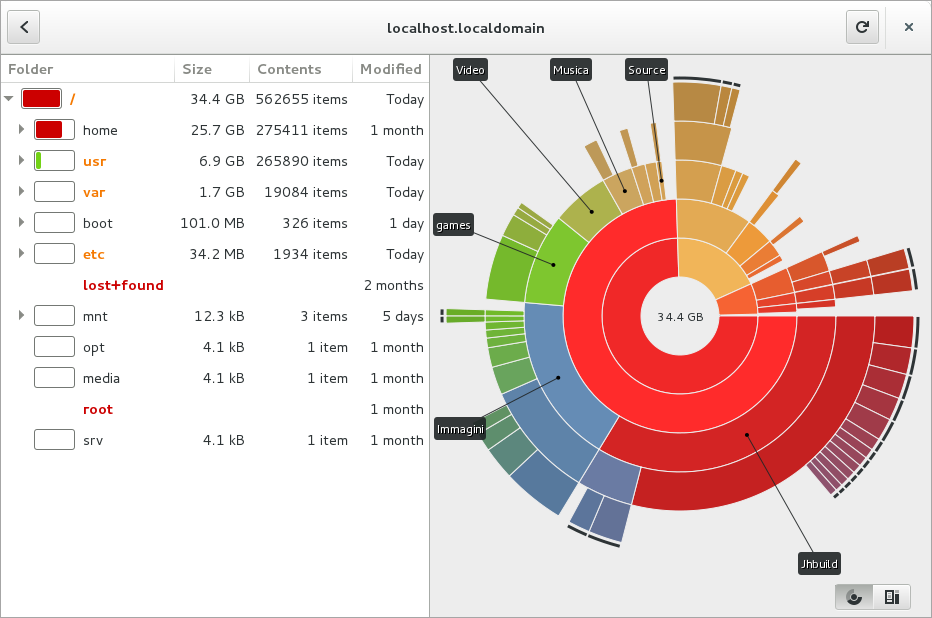 localhost.localdomain
Folder Size Contents Modified
/ 34.4 GB 562655 items Today
home 25.7 GB 275411 items 1 month
usr 6.9 GB 265890 items Today
var 1.7 GB 19084 items Today
boot 101.0 MB 326 items 1 day
etc 34.2 MB 1934 items Today
lost+found 2 months
mnt 12.3 kB 3 items 5 days
opt 4.1 kB 1 item 1 month
media 4.1 kB 1 item 1 month
root 1 month
srv 4.1 kB 1 item 1 month
Video Musica Source
games
34.4 GB
Immagini
Jhbuild